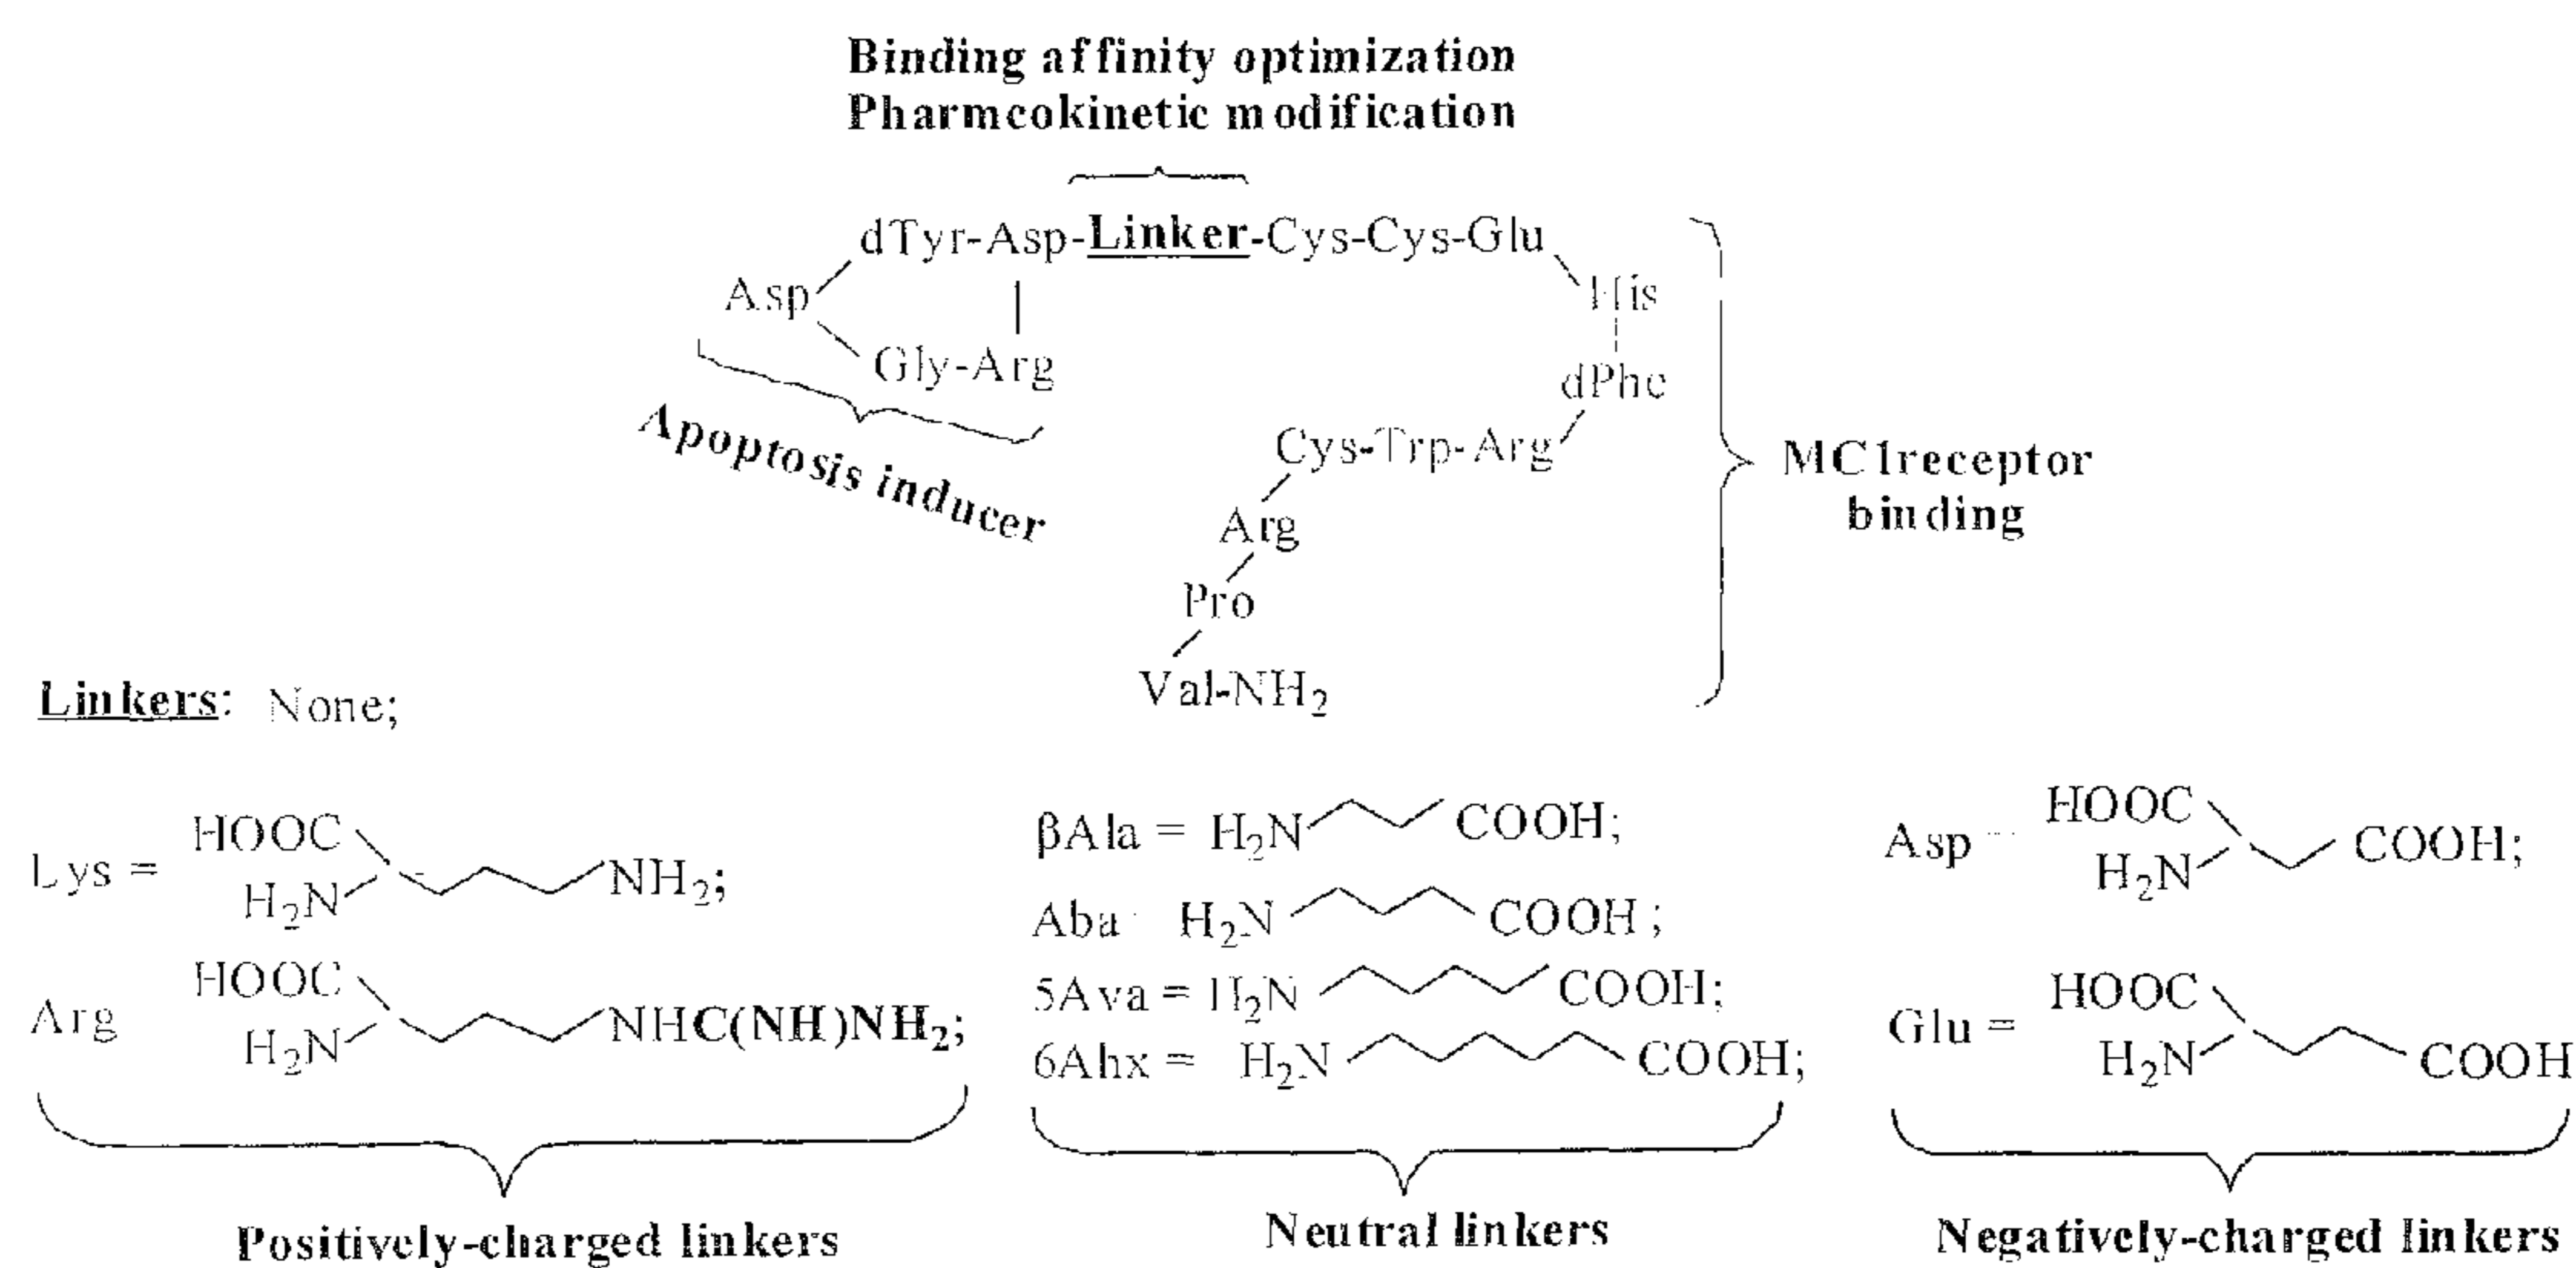 Binding affinity optimization
Pharmcokinetic modification
dTyr-Asp-Linker-Cys-Cys-Glu
Asp
His
Gly-Arg
dPhe
Apoptosis inducer
Cys-Trp-Arg
MC1receptor
binding
Arg
Pro
Val-NH₂
Linkers: None;
Lys = HOOC H₂N NH₂;
Arg HOOC H₂N NHC(NH)NH₂;
Positively-charged linkers
βAla = H₂N COOH;
Aba H₂N COOH;
5Ava = H₂N COOH;
6Ahx = H₂N COOH;
Neutral linkers
Asp = HOOC H₂N COOH;
Glu = HOOC H₂N COOH
Negatively-charged linkers